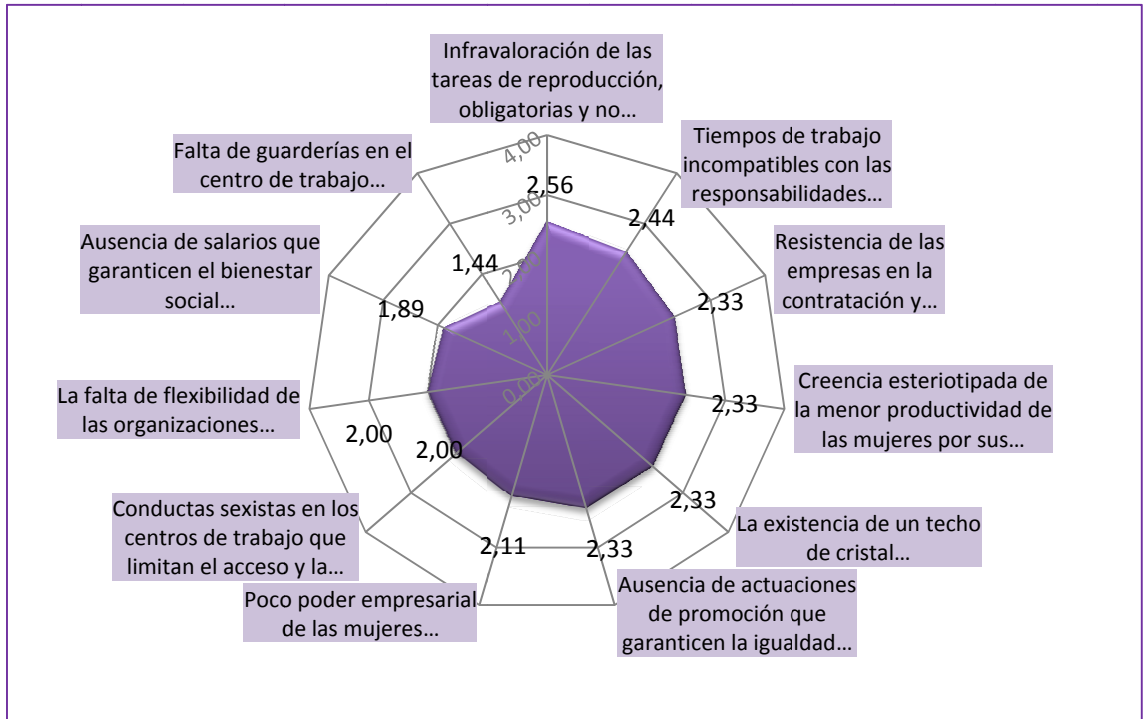 Infravaloración de las
tareas de reproducción,
obligatorias y no…
Tiempos de trabajo
incompatibles con las
responsabilidades…
Resistencia de las
empresas en la
contratación y…
Creencia esteriotipada de
la menor productividad de
las mujeres por sus…
La existencia de un techo
de cristal…
Ausencia de actuaciones
de promoción que
garanticen la igualdad…
Poco poder empresarial
de las mujeres…
Conductas sexistas en los
centros de trabajo que
limitan el acceso y la…
La falta de flexibilidad de
las organizaciones…
Ausencia de salarios que
garanticen el bienestar
social…
Falta de guarderías en el
centro de trabajo…
2,56
2,44
2,33
2,33
2,33
2,33
2,11
2,00
2,00
1,89
1,44
4,00
3,00
2,00
1,00
0,00